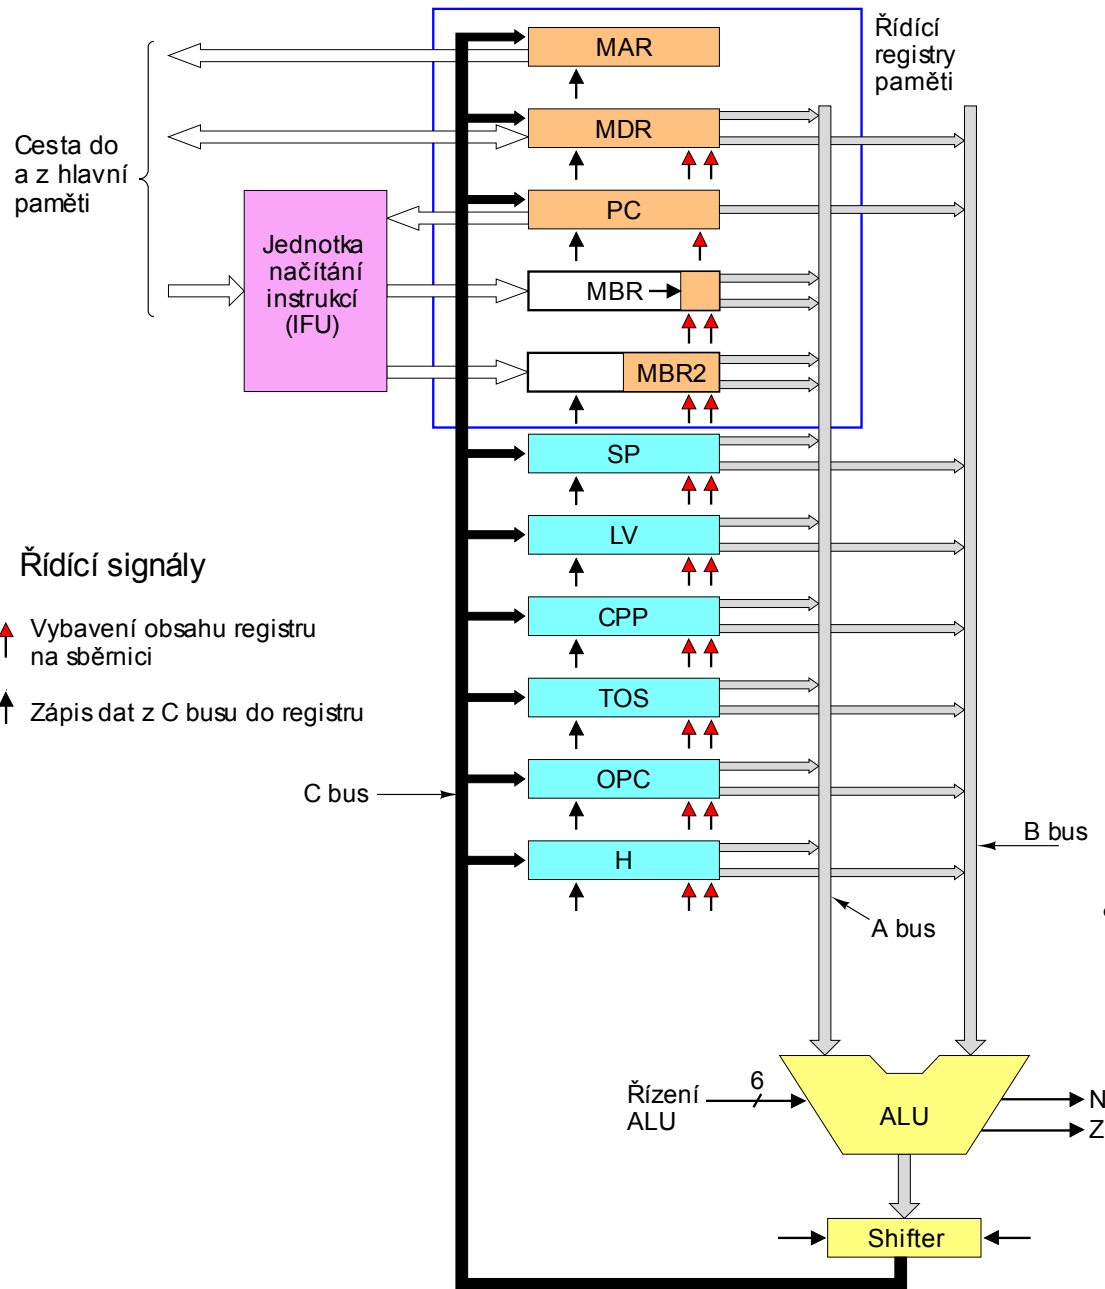 MAR
Řídící
registry
paměti
MDR
Cesta do
a z hlavní
paměti
PC
Jednotka
načítání
instrukcí
(IFU)
MBR
MBR2
SP
LV
Řídící signály
CPP
Vybavení obsahu registru
na sběrnici
TOS
Zápis dat z C busu do registru
OPC
C bus
B bus
H
A bus
6
Řízení
ALU
ALU
N
Z
Shifter